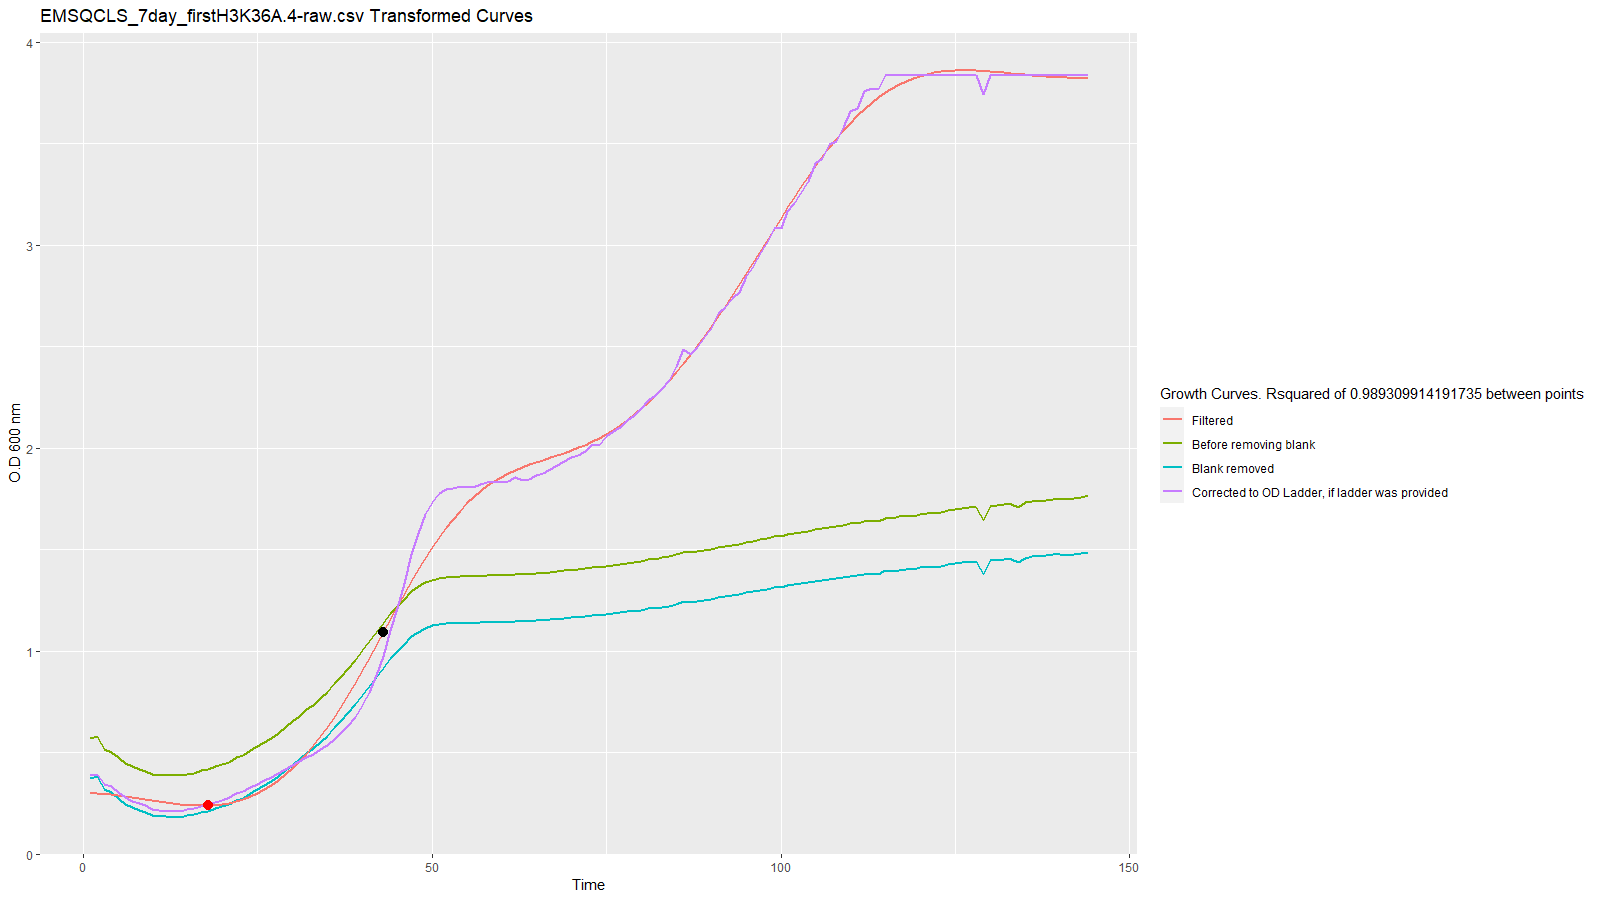 EMSQCLS_7day_firstH3K36A.4-raw.csv Transformed Curves
4
3
2
1
0
O.D 600 nm
0
50
100
150
Time
Growth Curves. Rsquared of 0.989309914191735 between points
Filtered
Before removing blank
Blank removed
Corrected to OD Ladder, if ladder was provided